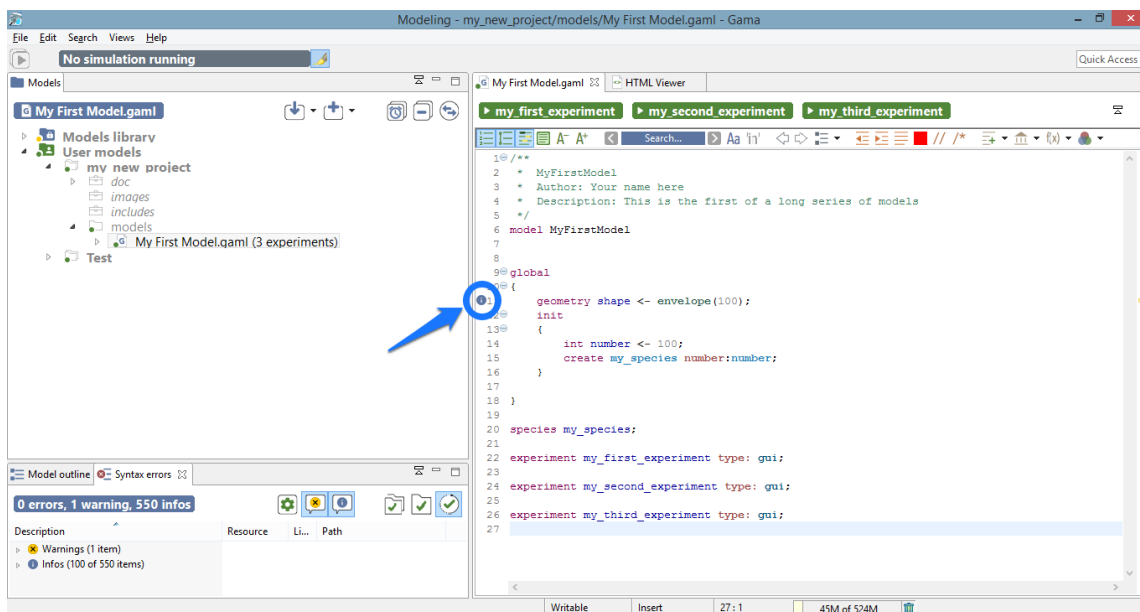 Modeling - my_new_project/models/My First Model.gaml - Gama
File Edit Search Views Help
No simulation running
Quick Access
Models
My First Model.gaml
Models library
User models
my new project
doc
images
includes
models
My First Model.gaml (3 experiments)
Test
Model outline Syntax errors
0 errors, 1 warning, 550 infos
Description Resource Li... Path
Warnings (1 item)
Infos (100 of 550 items)
My First Model.gaml HTML Viewer
my_first_experiment my_second_experiment my_third_experiment
A- A+ Search... Aa 'in' // /* f(x)
1 /**
2 * MyFirstModel
3 * Author: Your name here
4 * Description: This is the first of a long series of models
5 */
6 model MyFirstModel
7
8
9 global
{
geometry shape <- envelope(100);
init
13 {
14 int number <- 100;
15 create my_species number:number;
16 }
17
18 }
19
20 species my_species;
21
22 experiment my_first_experiment type: gui;
23
24 experiment my_second_experiment type: gui;
25
26 experiment my_third_experiment type: gui;
27
Writable Insert 27 : 1 45M of 524M